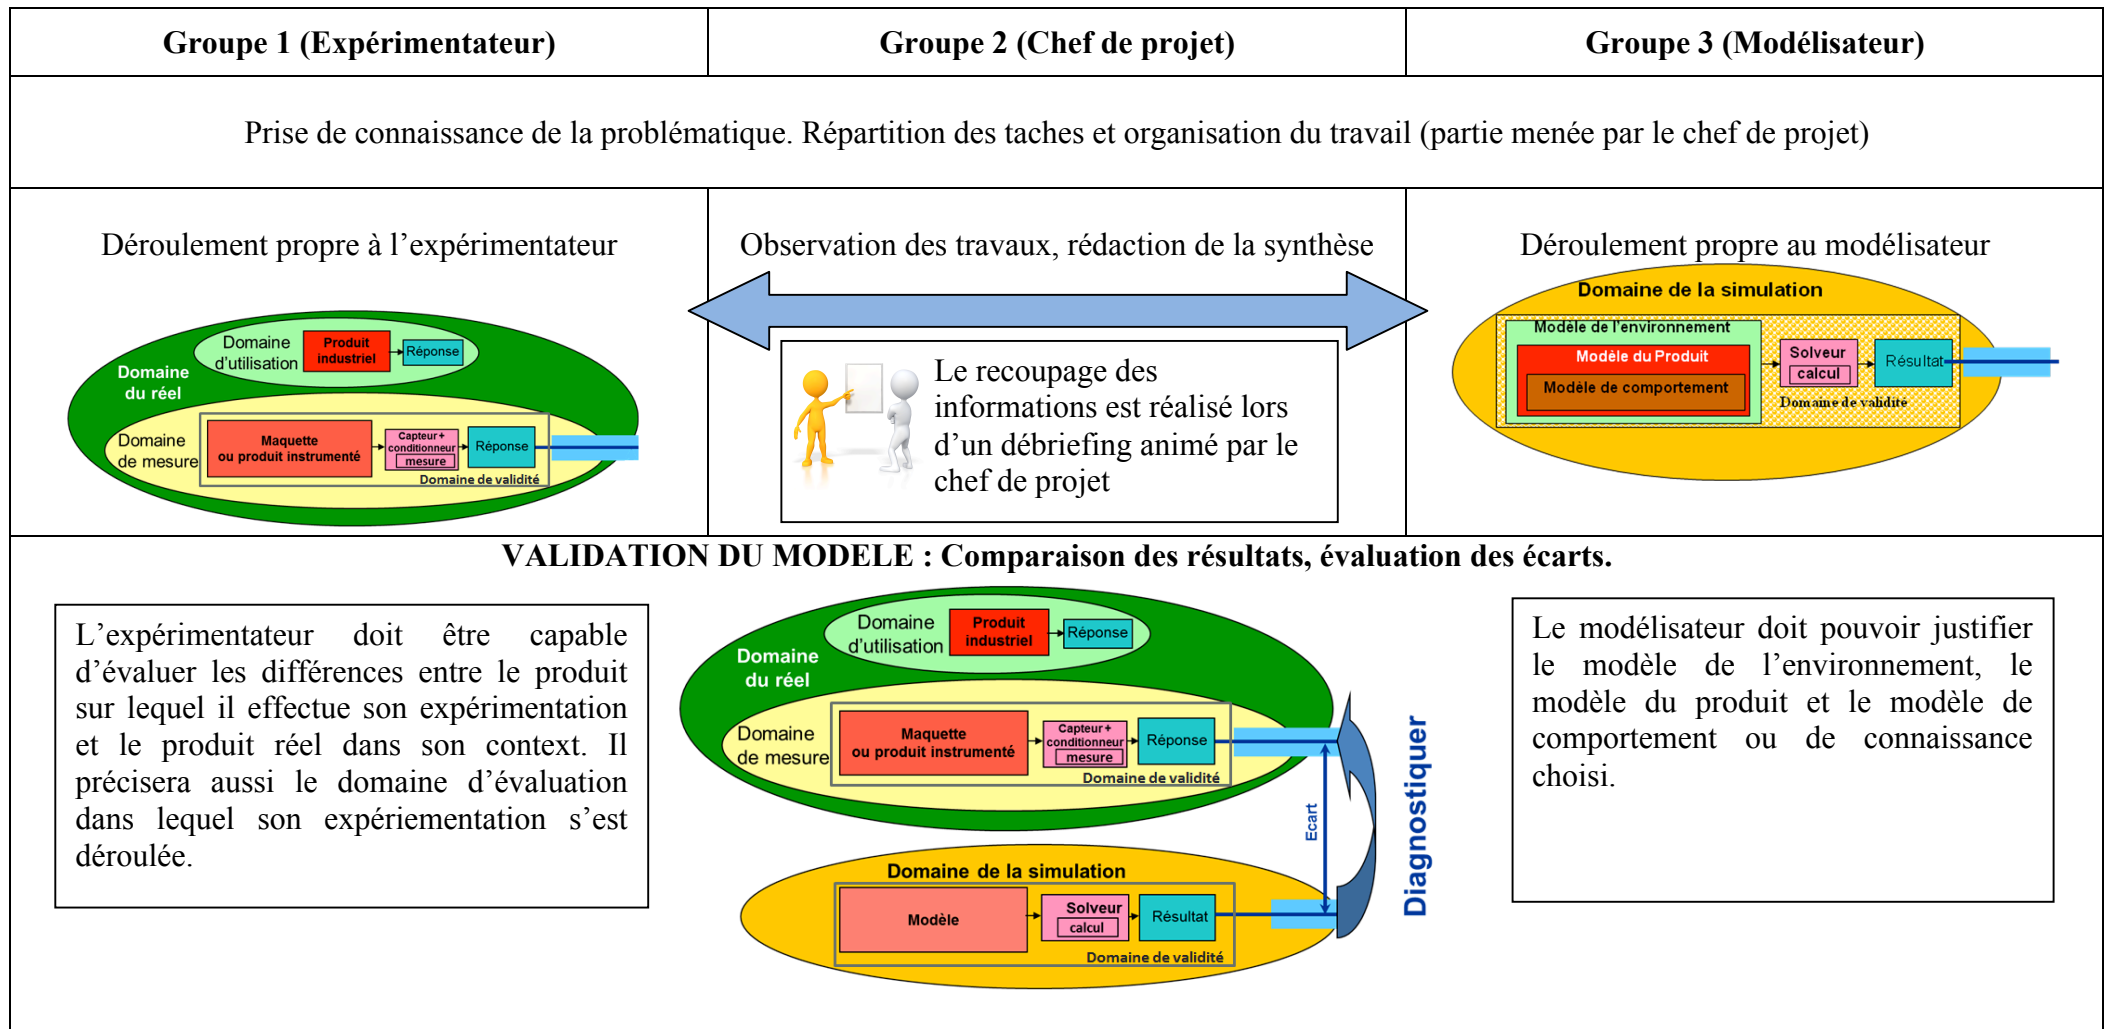 Groupe 1 (Expérimentateur)
Groupe 2 (Chef de projet)
Groupe 3 (Modélisateur)
Prise de connaissance de la problématique. Répartition des taches et organisation du travail (partie menée par le chef de projet)
Déroulement propre à l’expérimentateur
Domaine
d'utilisation
Produit
industriel
Réponse
Domaine
du réel
Domaine
de mesure
Maquette
ou produit instrumenté
Capteur +
conditionneur
mesure
Réponse
Domaine de validité
Observation des travaux, rédaction de la synthèse
Le recoupage des
informations est réalisé lors
d’un débriefing animé par le
chef de projet
Déroulement propre au modélisateur
Domaine de la simulation
Modèle de l'environnement
Modèle du Produit
Modèle de comportement
Solveur
calcul
Résultat
Domaine de validité
VALIDATION DU MODELE : Comparaison des résultats, évaluation des écarts.
L’expérimentateur doit être capable
d’évaluer les différences entre le produit
sur lequel il effectue son expérimentation
et le produit réel dans son context. Il
précisera aussi le domaine d’évaluation
dans lequel son expériementation s’est
déroulée.
Domaine
d'utilisation
Produit
industriel
Réponse
Domaine
du réel
Domaine
de mesure
Maquette
ou produit instrumenté
Capteur +
conditionneur
mesure
Réponse
Domaine de validité
Ecart
Diagnostiquer
Domaine de la simulation
Modèle
Solveur
calcul
Résultat
Domaine de validité
Le modélisateur doit pouvoir justifier
le modèle de l’environnement, le
modèle du produit et le modèle de
comportement ou de connaissance
choisi.